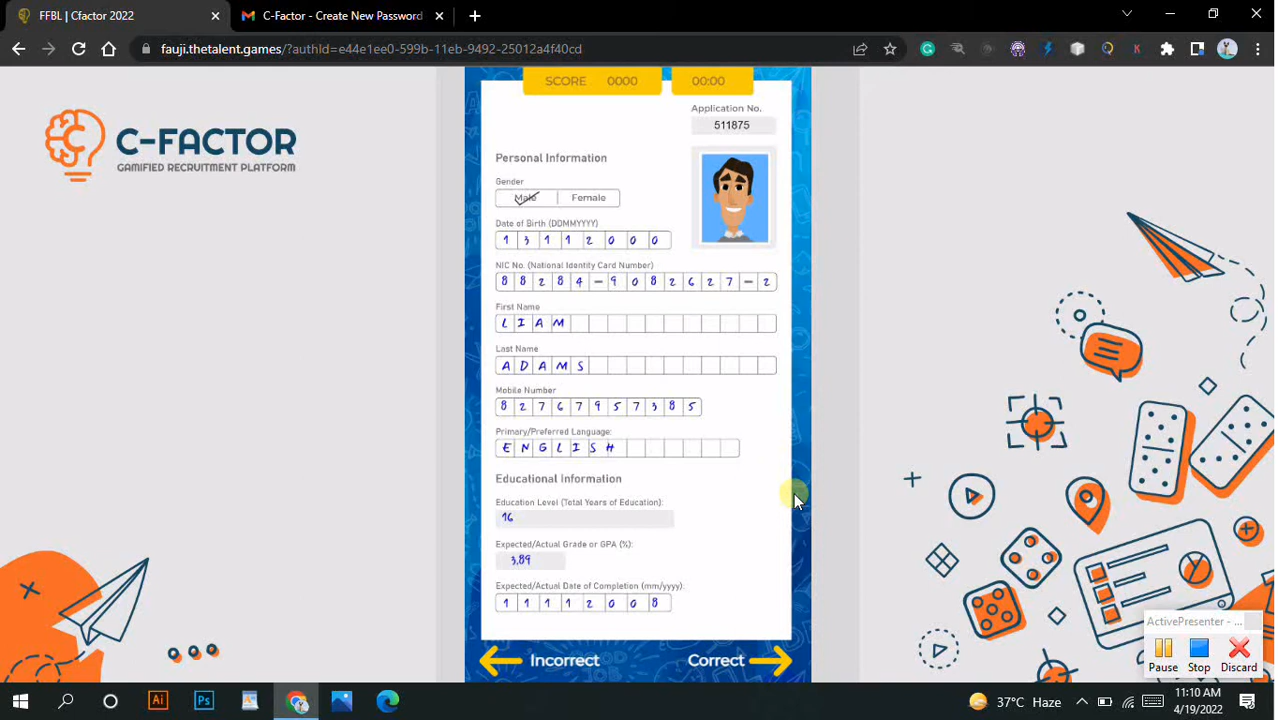 FFBL | Cfactor 2022
C-Factor - Create New Password
fauji.thetalent.games/?authId=e44e1ee0-599b-11eb-9492-25012a4f40cd
SCORE 0000 00:00
C-FACTOR
GAMIFIED RECRUITMENT PLATFORM
Application No.
511875
Personal Information
Gender
Male Female
Date of Birth (DDMMYYYY)
1 3 1 1 2 0 0 0
NIC No. (National Identity Card Number)
8 8 2 8 4 - 9 0 8 2 6 2 7 - 2
First Name
L I A M
Last Name
A D A M S
Mobile Number
8 2 7 6 7 9 5 7 3 8 5
Primary/Preferred Language:
E N G L I S H
Educational Information
Education Level (Total Years of Education):
16
Expected/Actual Grade or GPA (%):
3.89
Expected/Actual Date of Completion (mm/yyyy):
1 1 1 1 2 0 0 8
Incorrect Correct
ActivePresenter - ...
Pause Stop Discard
Ai Ps 37°C Haze 11:10 AM
4/19/2022